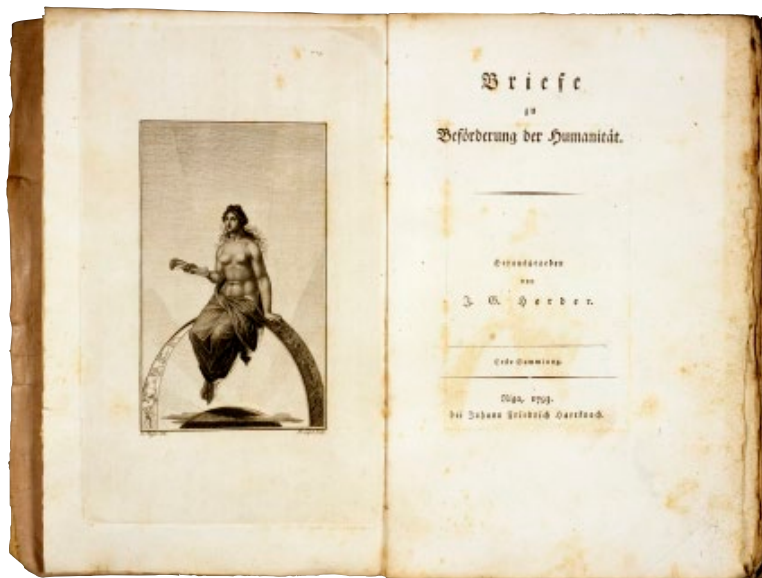 Briefe
zu
Beförderung der Humanität.
Herausgegeben
von
J. G. Herder.
Erste Sammlung.
Riga, 1793.
bei Johann Friedrich Hartknoch.